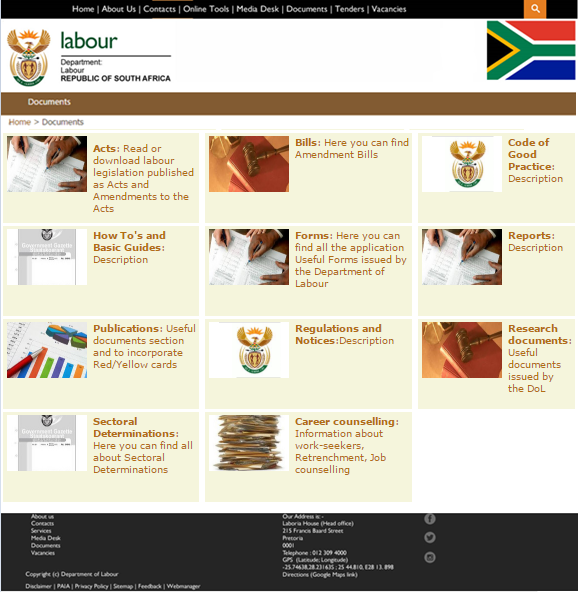 Home | About Us | Contacts | Online Tools | Media Desk | Documents | Tenders | Vacancies
labour
Department:
Labour
REPUBLIC OF SOUTH AFRICA
Documents
Home > Documents
Acts: Read or
download labour
legislation published
as Acts and
Amendments to the
Acts
Bills: Here you can find
Amendment Bills
Code of
Good
Practice:
Description
How To's and
Basic Guides:
Description
Forms: Here you can
find all the application
Useful Forms issued by
the Department of
Labour
Reports:
Description
Publications: Useful
documents section
and to incorporate
Red/Yellow cards
Regulations and
Notices:Description
Research
documents:
Useful
documents
issued by
the DoL
Sectoral
Determinations:
Here you can find all
about Sectoral
Determinations
Career counselling:
Information about
work-seekers,
Retrenchment, Job
counselling
About us
Contacts
Services
Media Desk
Documents
Vacancies
Copyright (c) Department of Labour
Disclaimer | PAIA | Privacy Policy | Sitemap | Feedback | Webmanager
Our Address is: -
Laboria House (Head office)
215 Francis Baard Street
Pretoria
0001
Telephone : 012 309 4000
GPS (Latitude; Longitude)
-25.74638,28.231635 ; 25 44.810, E28 13. 898
Directions (Google Maps link)